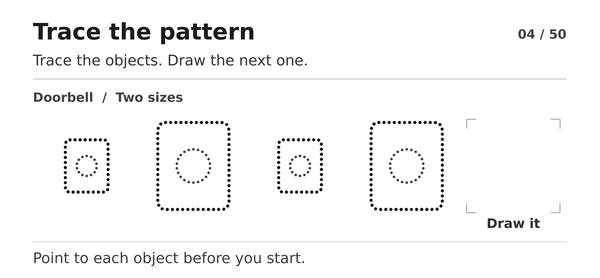 Trace the pattern
04 / 50
Trace the objects. Draw the next one.
Doorbell / Two sizes
Draw it
Point to each object before you start.